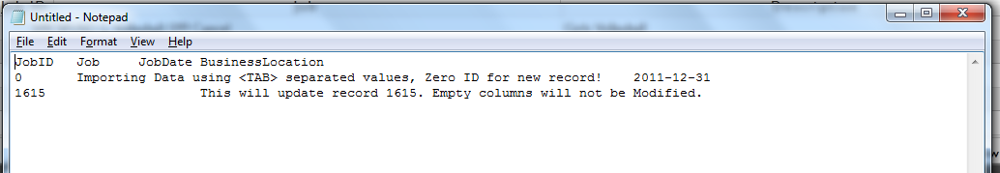 Untitled - Notepad
File Edit Format View Help
JobID	Job	JobDate	BusinessLocation
0	Importing Data using <TAB> separated values, Zero ID for new record!	2011-12-31
1615			This will update record 1615. Empty columns will not be Modified.